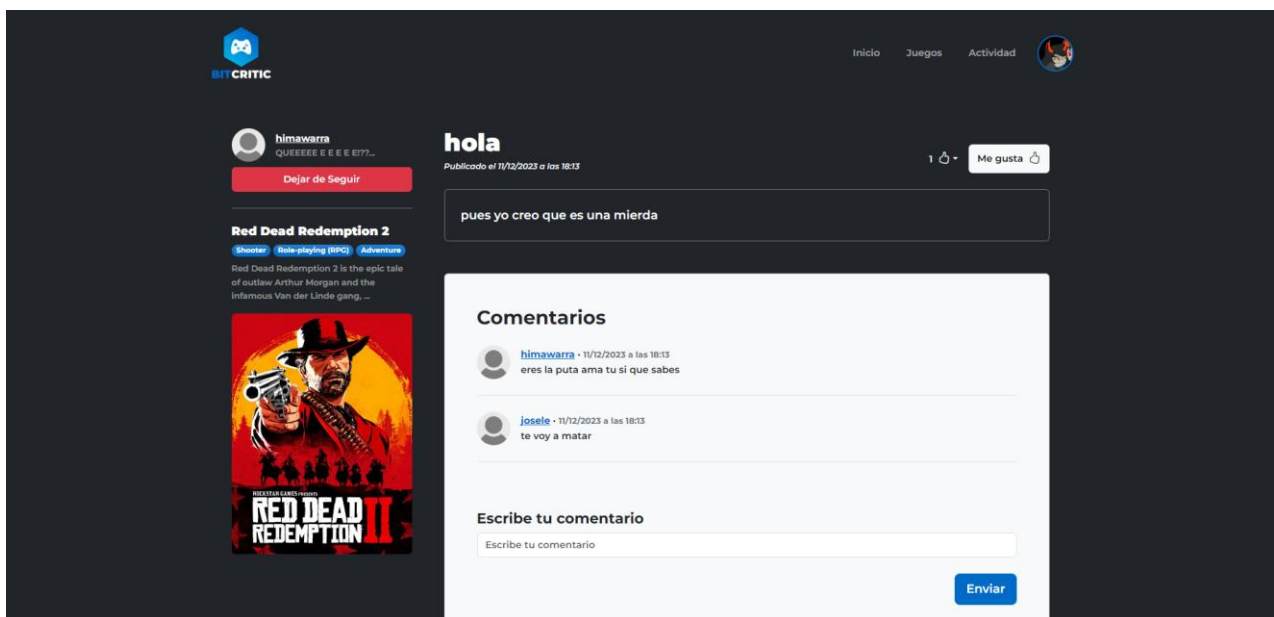 BITCRITIC
Inicio Juegos Actividad
himawarra
QUEEEEE E E E E E!??...
Dejar de Seguir
Red Dead Redemption 2
Shooter Role-playing (RPG) Adventure
Red Dead Redemption 2 is the epic tale
of outlaw Arthur Morgan and the
infamous Van der Linde gang, ...
ROCKSTAR GAMES PRESENTS
RED DEAD
REDEMPTION II
hola
Publicado el 11/12/2023 a las 18:13
1
Me gusta
pues yo creo que es una mierda
Comentarios
himawarra • 11/12/2023 a las 18:13
eres la puta ama tu si que sabes
josele • 11/12/2023 a las 18:13
te voy a matar
Escribe tu comentario
Escribe tu comentario
Enviar